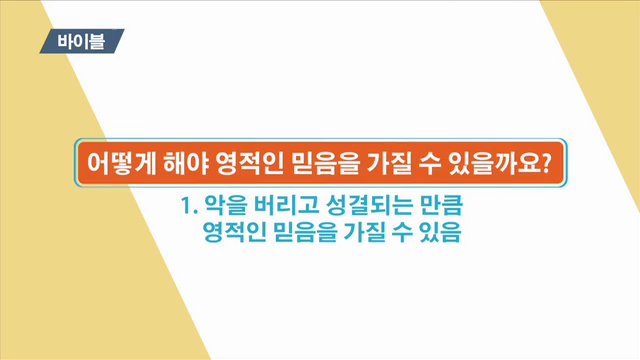 바이블
어떻게 해야 영적인 믿음을 가질 수 있을까요?
1. 악을 버리고 성결되는 만큼
영적인 믿음을 가질 수 있음